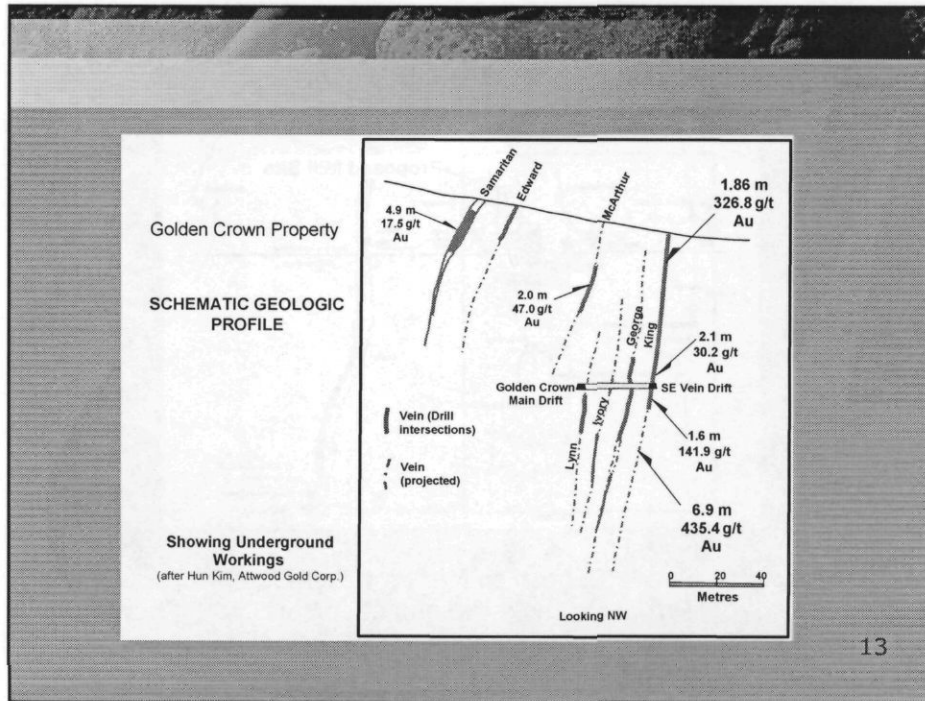 Golden Crown Property
SCHEMATIC GEOLOGIC
PROFILE
Showing Underground
Workings
(after Hun Kim, Attwood Gold Corp.)
Samaritan
Edward
McArthur
4.9 m
17.5 g/t
Au
1.86 m
326.8 g/t
Au
2.0 m
47.0 g/t
Au
George
King
2.1 m
30.2 g/t
Au
Golden Crown
Main Drift
SE Vein Drift
Lynn
Ivory
1.6 m
141.9 g/t
Au
6.9 m
435.4 g/t
Au
Vein (Drill
intersections)
Vein
(projected)
0 20 40
Metres
Looking NW
13